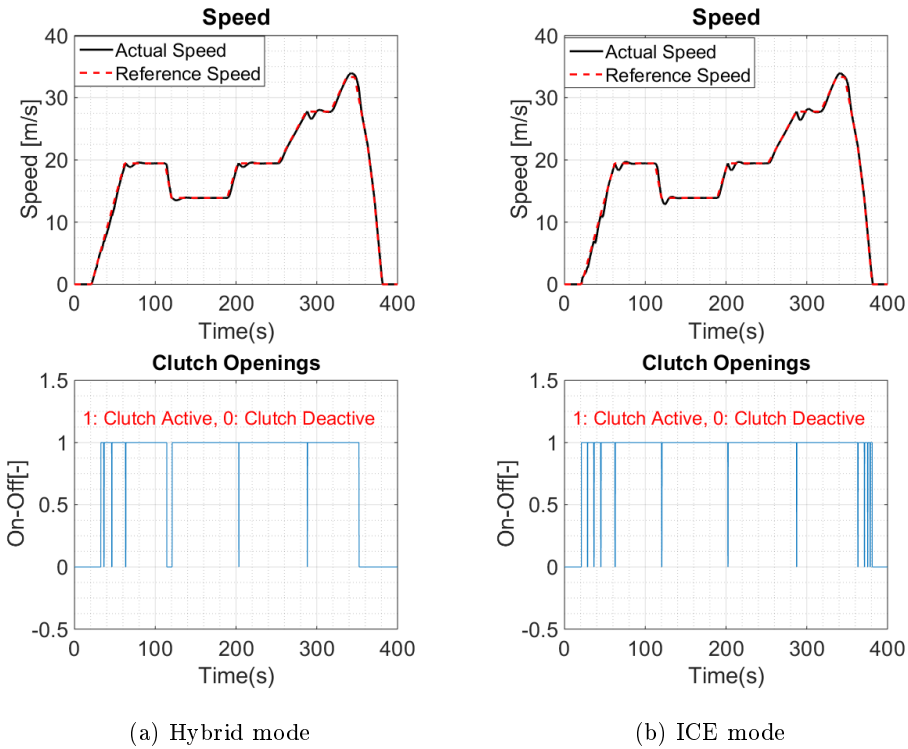 Speed
40
30
20
10
0
Speed [m/s]
Actual Speed
Reference Speed
0 100 200 300 400
Time(s)
Speed
40
30
20
10
0
Speed [m/s]
Actual Speed
Reference Speed
0 100 200 300 400
Time(s)
Clutch Openings
1.5
1
0.5
0
-0.5
On-Off[-]
1: Clutch Active, 0: Clutch Deactive
0 100 200 300 400
Time(s)
Clutch Openings
1.5
1
0.5
0
-0.5
On-Off[-]
1: Clutch Active, 0: Clutch Deactive
0 100 200 300 400
Time(s)
(a) Hybrid mode
(b) ICE mode